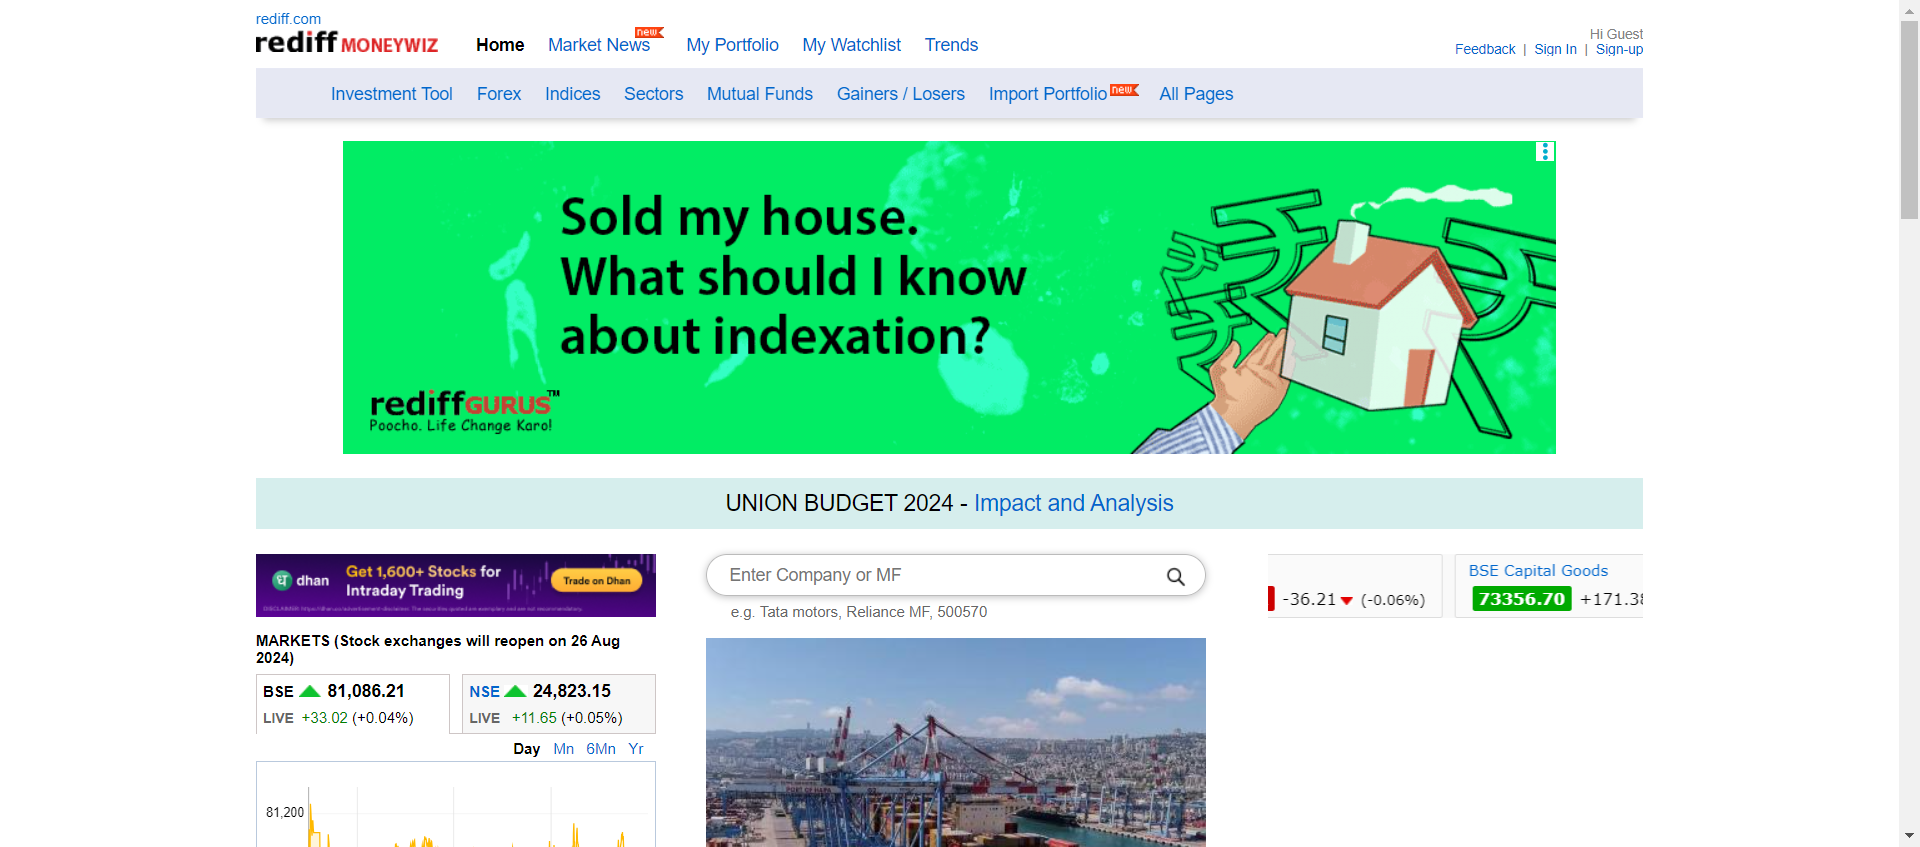 rediff.com
rediff MONEYWIZ
Home
Market News
new
My Portfolio
My Watchlist
Trends
Hi Guest
Feedback | Sign In | Sign-up
Investment Tool
Forex
Indices
Sectors
Mutual Funds
Gainers / Losers
Import Portfolio
new
All Pages
Sold my house.
What should I know
about indexation?
rediffGURUS™
Poocho. Life Change Karo!
UNION BUDGET 2024 - Impact and Analysis
dhan
Get 1,600+ Stocks for
Intraday Trading
Trade on Dhan
Enter Company or MF
e.g. Tata motors, Reliance MF, 500570
-36.21 (-0.06%)
BSE Capital Goods
73356.70 +171.38
MARKETS (Stock exchanges will reopen on 26 Aug
2024)
BSE 81,086.21
LIVE +33.02 (+0.04%)
NSE 24,823.15
LIVE +11.65 (+0.05%)
Day Mn 6Mn Yr
81,200
PORT OF HAIFA